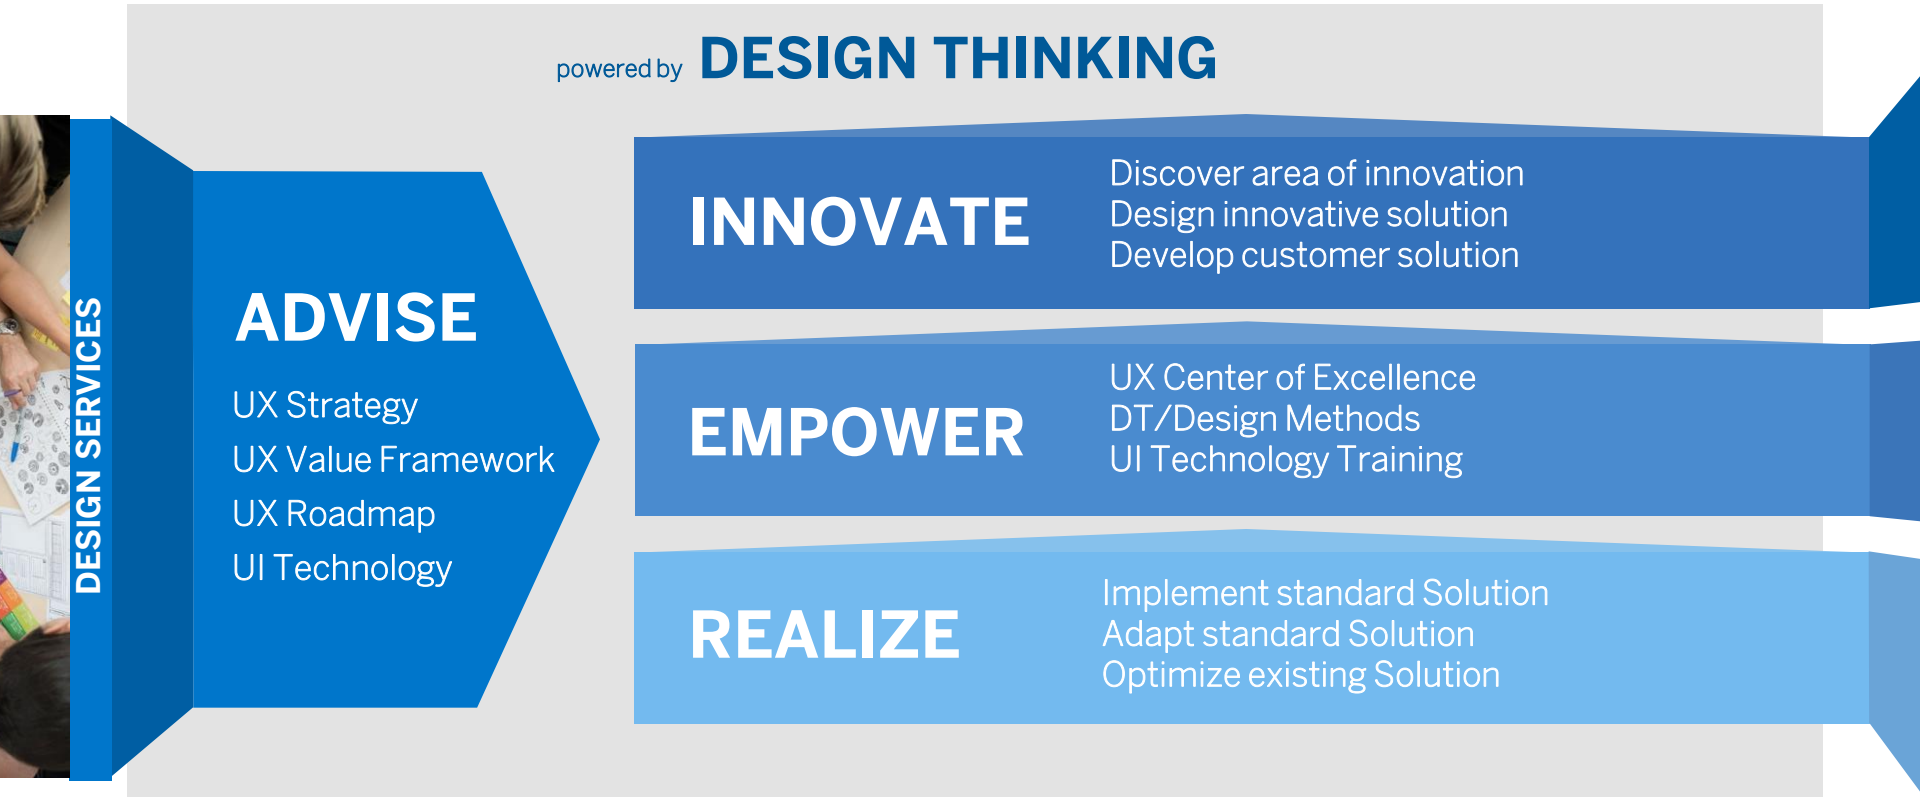 powered by DESIGN THINKING
DESIGN SERVICES
ADVISE
UX Strategy
UX Value Framework
UX Roadmap
UI Technology
INNOVATE
Discover area of innovation
Design innovative solution
Develop customer solution
EMPOWER
UX Center of Excellence
DT/Design Methods
UI Technology Training
REALIZE
Implement standard Solution
Adapt standard Solution
Optimize existing Solution